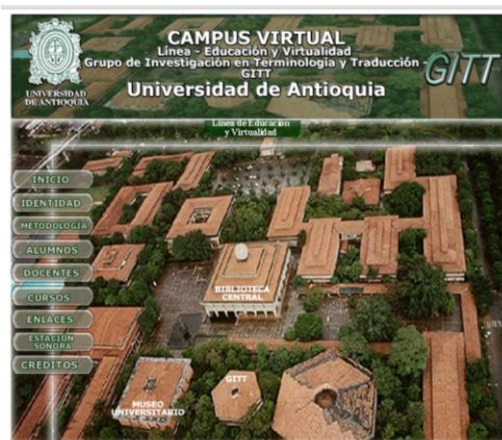 CAMPUS VIRTUAL
Línea - Educación y Virtualidad
Grupo de Investigación en Terminología y Traducción -
GITT
Universidad de Antioquia
GITT
UNIVERSIDAD
DE ANTIOQUIA
Línea de Educación
y Virtualidad
INICIO
IDENTIDAD
METODOLOGÍA
ALUMNOS
DOCENTES
CURSOS
ENLACES
ESTACIÓN
SONORA
CRÉDITOS
BIBLIOTECA
CENTRAL
GITT
MUSEO
UNIVERSITARIO